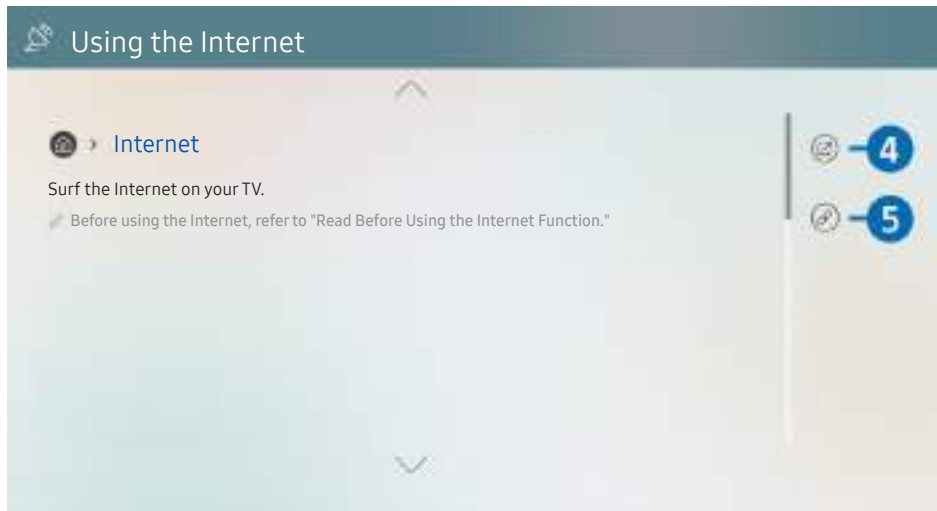 Using the Internet
Internet
4
Surf the Internet on your TV.
Before using the Internet, refer to "Read Before Using the Internet Function."
5